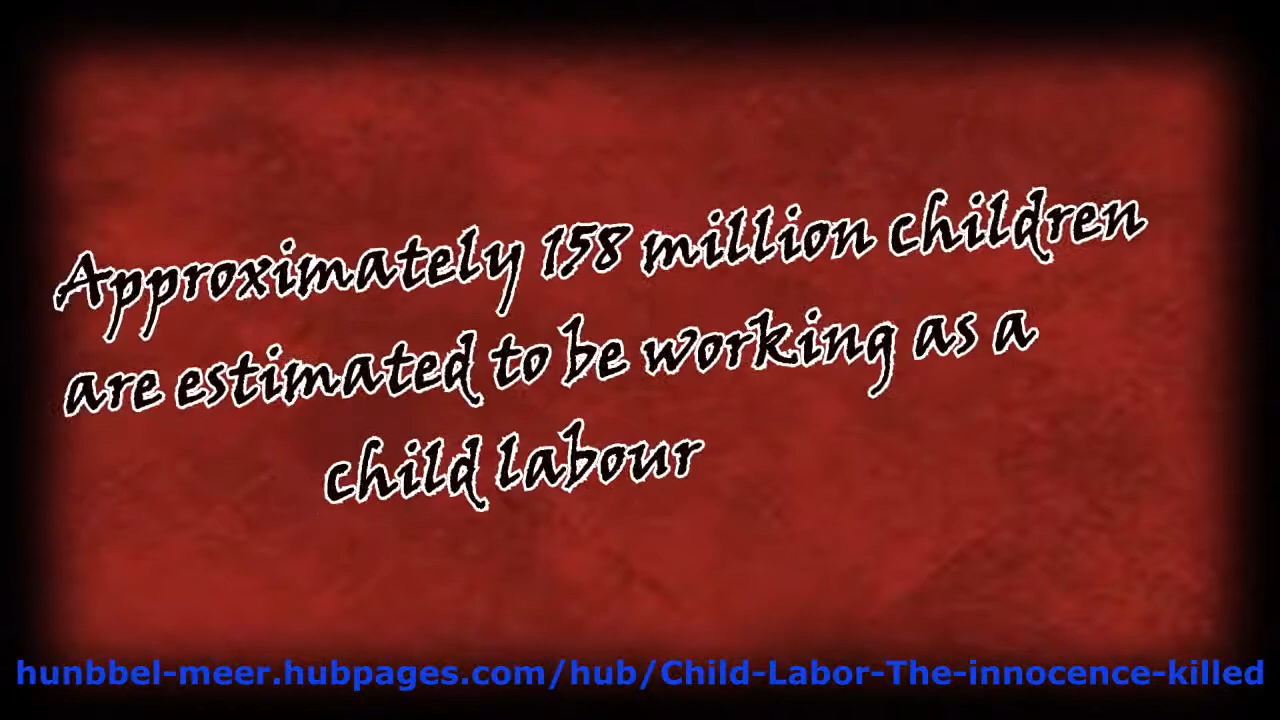 Approximately 158 million children
are estimated to be working as a
child labour
hunbbel-meer.hubpages.com/hub/Child-Labor-The-innocence-killed